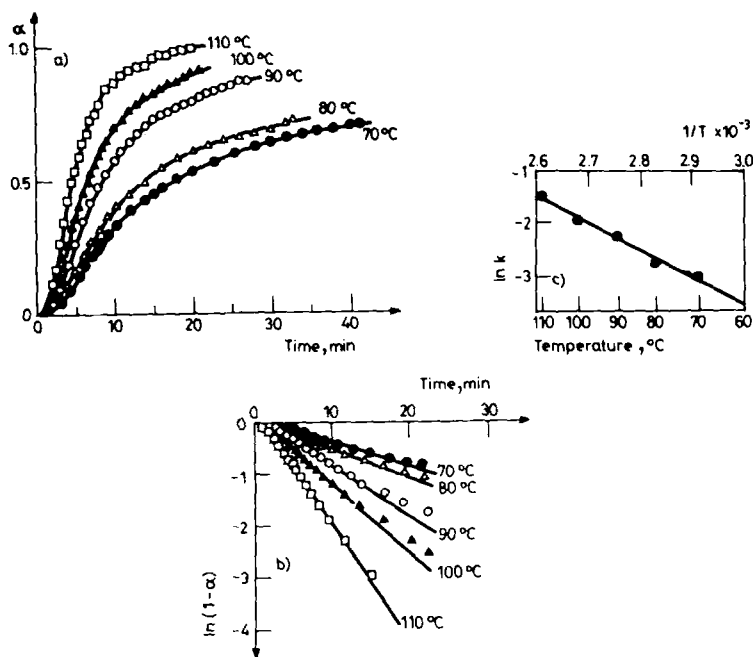 α
a)
1.0
0.5
0
0
10
20
30
40
Time, min
110 °C
100 °C
90 °C
80 °C
70 °C
1/T ×10⁻³
2.6
2.7
2.8
2.9
3.0
-1
-2
-3
ln k
c)
110
100
90
80
70
60
Temperature, °C
Time, min
0
10
20
30
0
-1
-2
-3
-4
ln (1-α)
b)
70 °C
80 °C
90 °C
100 °C
110 °C